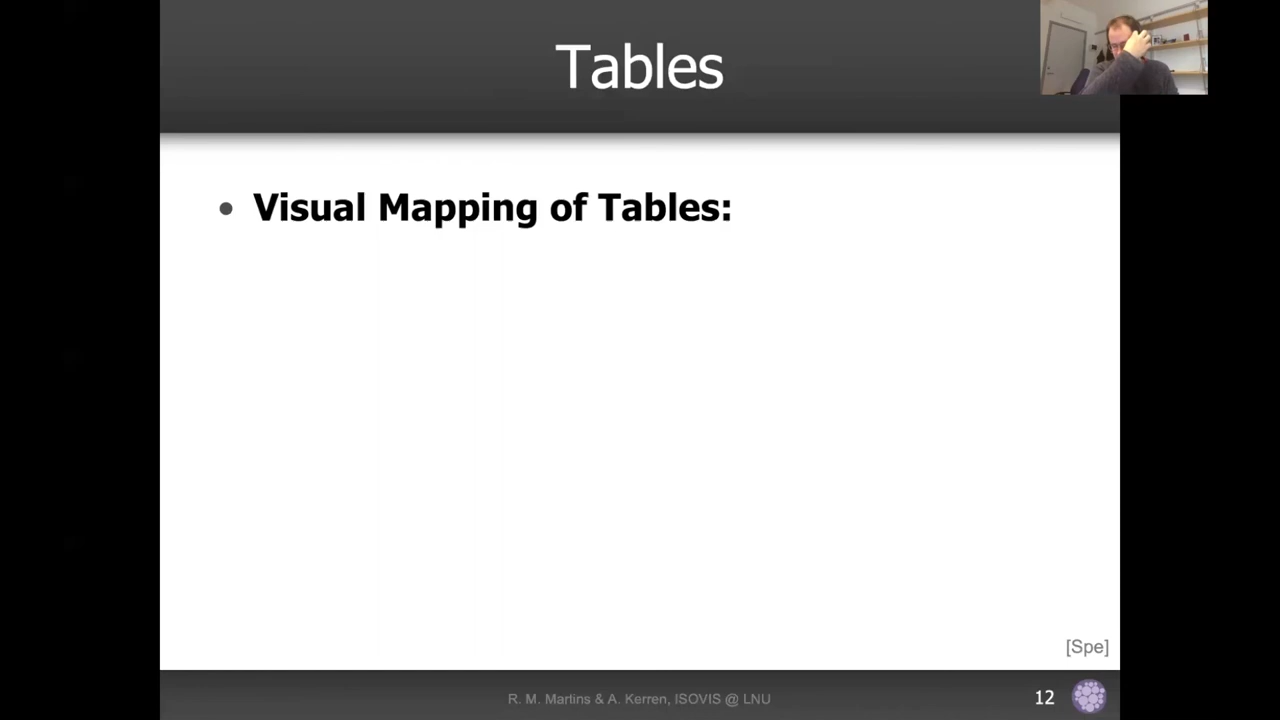 Tables
• Visual Mapping of Tables:
[Spe]
R. M. Martins & A. Kerren, ISOVIS @ LNU
12